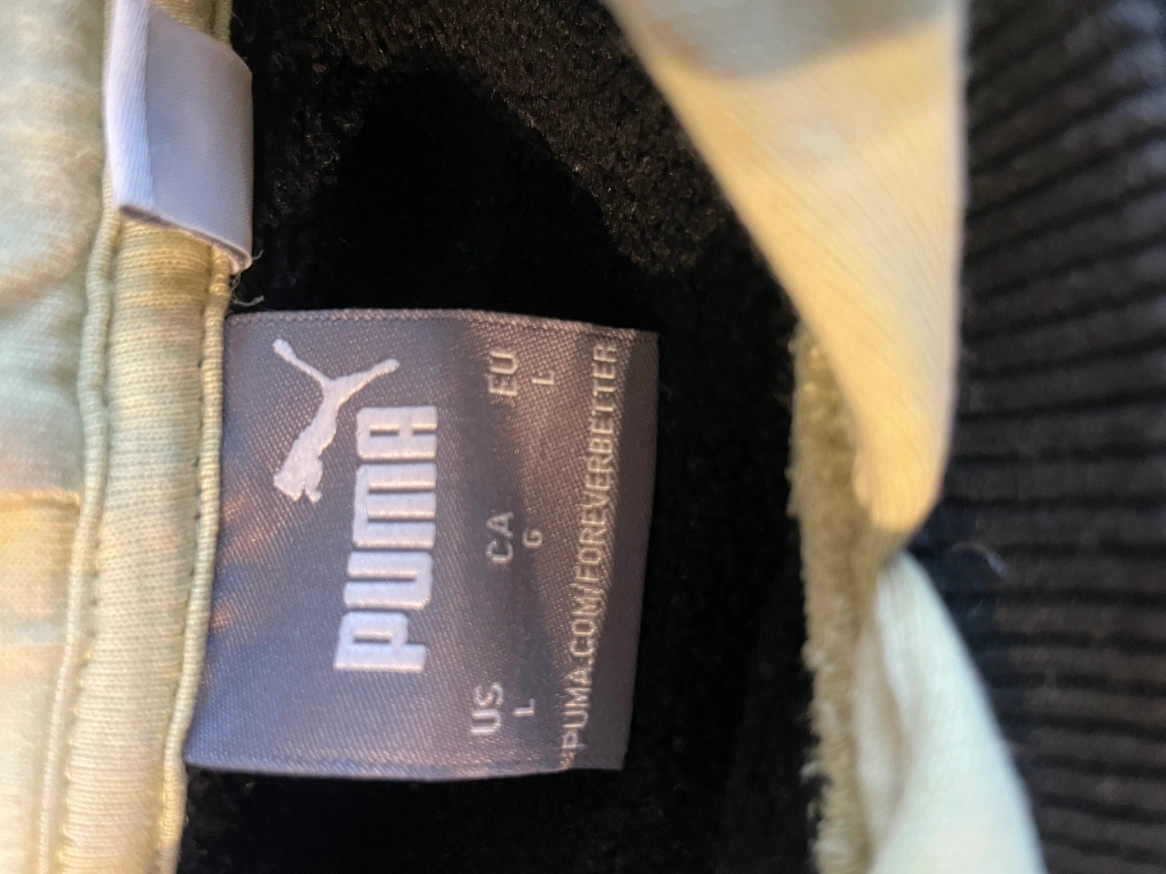 PUMA
US CA EU
L G L
PUMA.COM/FOREVERBETTER